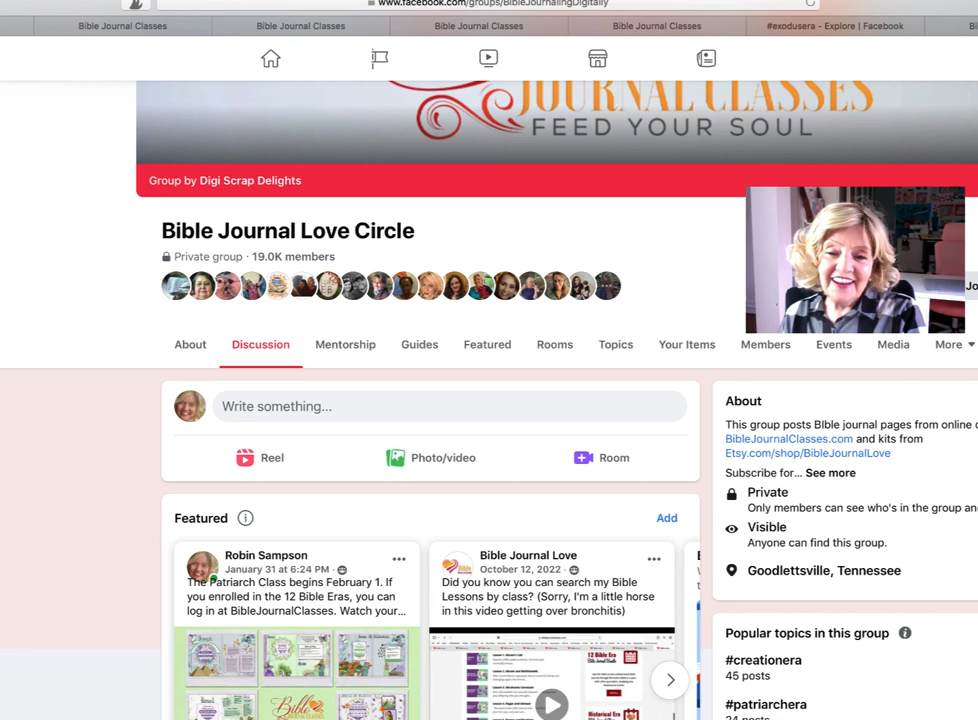 www.facebook.com/groups/BibleJournalingDigitally
Bible Journal Classes
Bible Journal Classes
Bible Journal Classes
Bible Journal Classes
#exodusera - Explore | Facebook
JOURNAL CLASSES
FEED YOUR SOUL
Group by Digi Scrap Delights
Bible Journal Love Circle
Private group · 19.0K members
About
Discussion
Mentorship
Guides
Featured
Rooms
Topics
Your Items
Members
Events
Media
More
Write something...
Reel
Photo/video
Room
Featured
Add
Robin Sampson
January 31 at 6:24 PM ·
The Patriarch Class begins February 1. If
you enrolled in the 12 Bible Eras, you can
log in at BibleJournalClasses. Watch your...
Bible
Bible Journal Love
October 12, 2022 ·
Did you know you can search my Bible
Lessons by class? (Sorry, I'm a little horse
in this video getting over bronchitis)
12 Bible Era
About
This group posts BIble journal pages from online
BibleJournalClasses.com and kits from
Etsy.com/shop/BibleJournalLove
Subscribe for... See more
Private
Only members can see who's in the group
Visible
Anyone can find this group.
Goodlettsville, Tennessee
Popular topics in this group
#creationera
45 posts
#patriarchera
24 posts